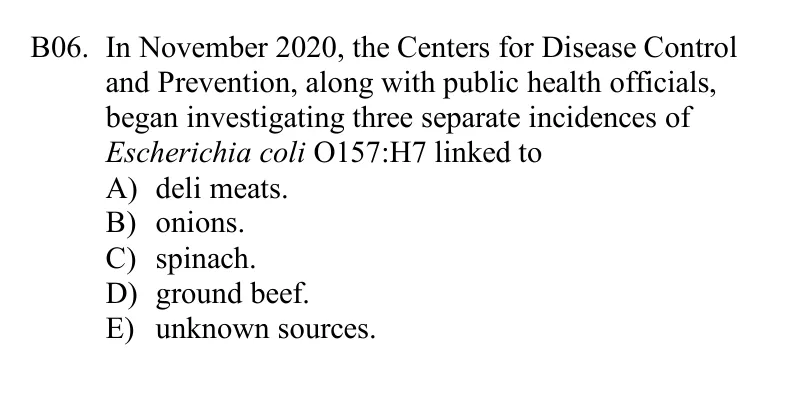 B06. In November 2020, the Centers for Disease Control
and Prevention, along with public health officials,
began investigating three separate incidences of
Escherichia coli O157:H7 linked to
A) deli meats.
B) onions.
C) spinach.
D) ground beef.
E) unknown sources.